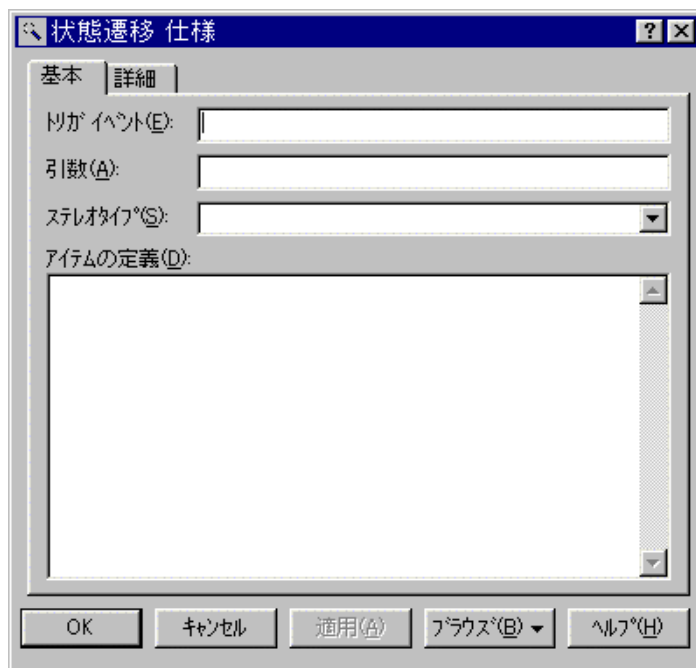 状態遷移 仕様
基本 詳細
ﾄﾘｶﾞ ｲﾍﾞﾝﾄ(E):
引数(A):
ｽﾃﾚｵﾀｲﾌﾟ(S):
ｱｲﾃﾑの定義(D):
OK ｷｬﾝｾﾙ 適用(A) ﾌﾞﾗｳｽﾞ(B) ﾍﾙﾌﾟ(H)